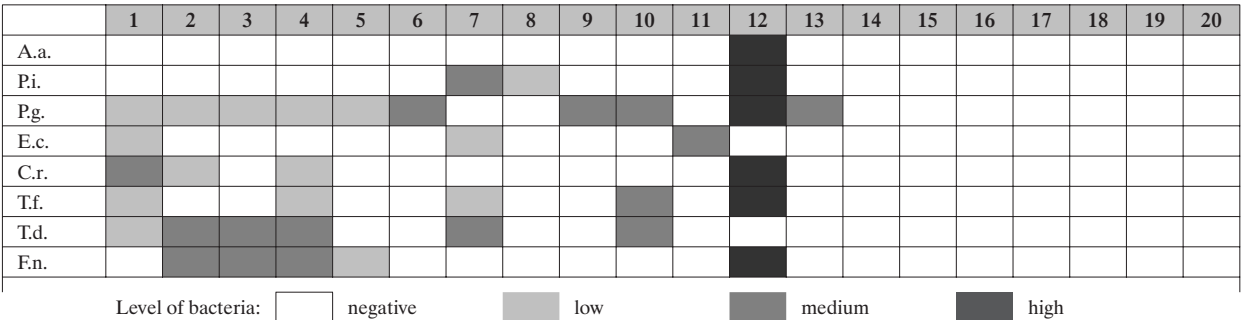 1 2 3 4 5 6 7 8 9 10 11 12 13 14 15 16 17 18 19 20
A.a.
P.i.
P.g.
E.c.
C.r.
T.f.
T.d.
F.n.
Level of bacteria: negative low medium high